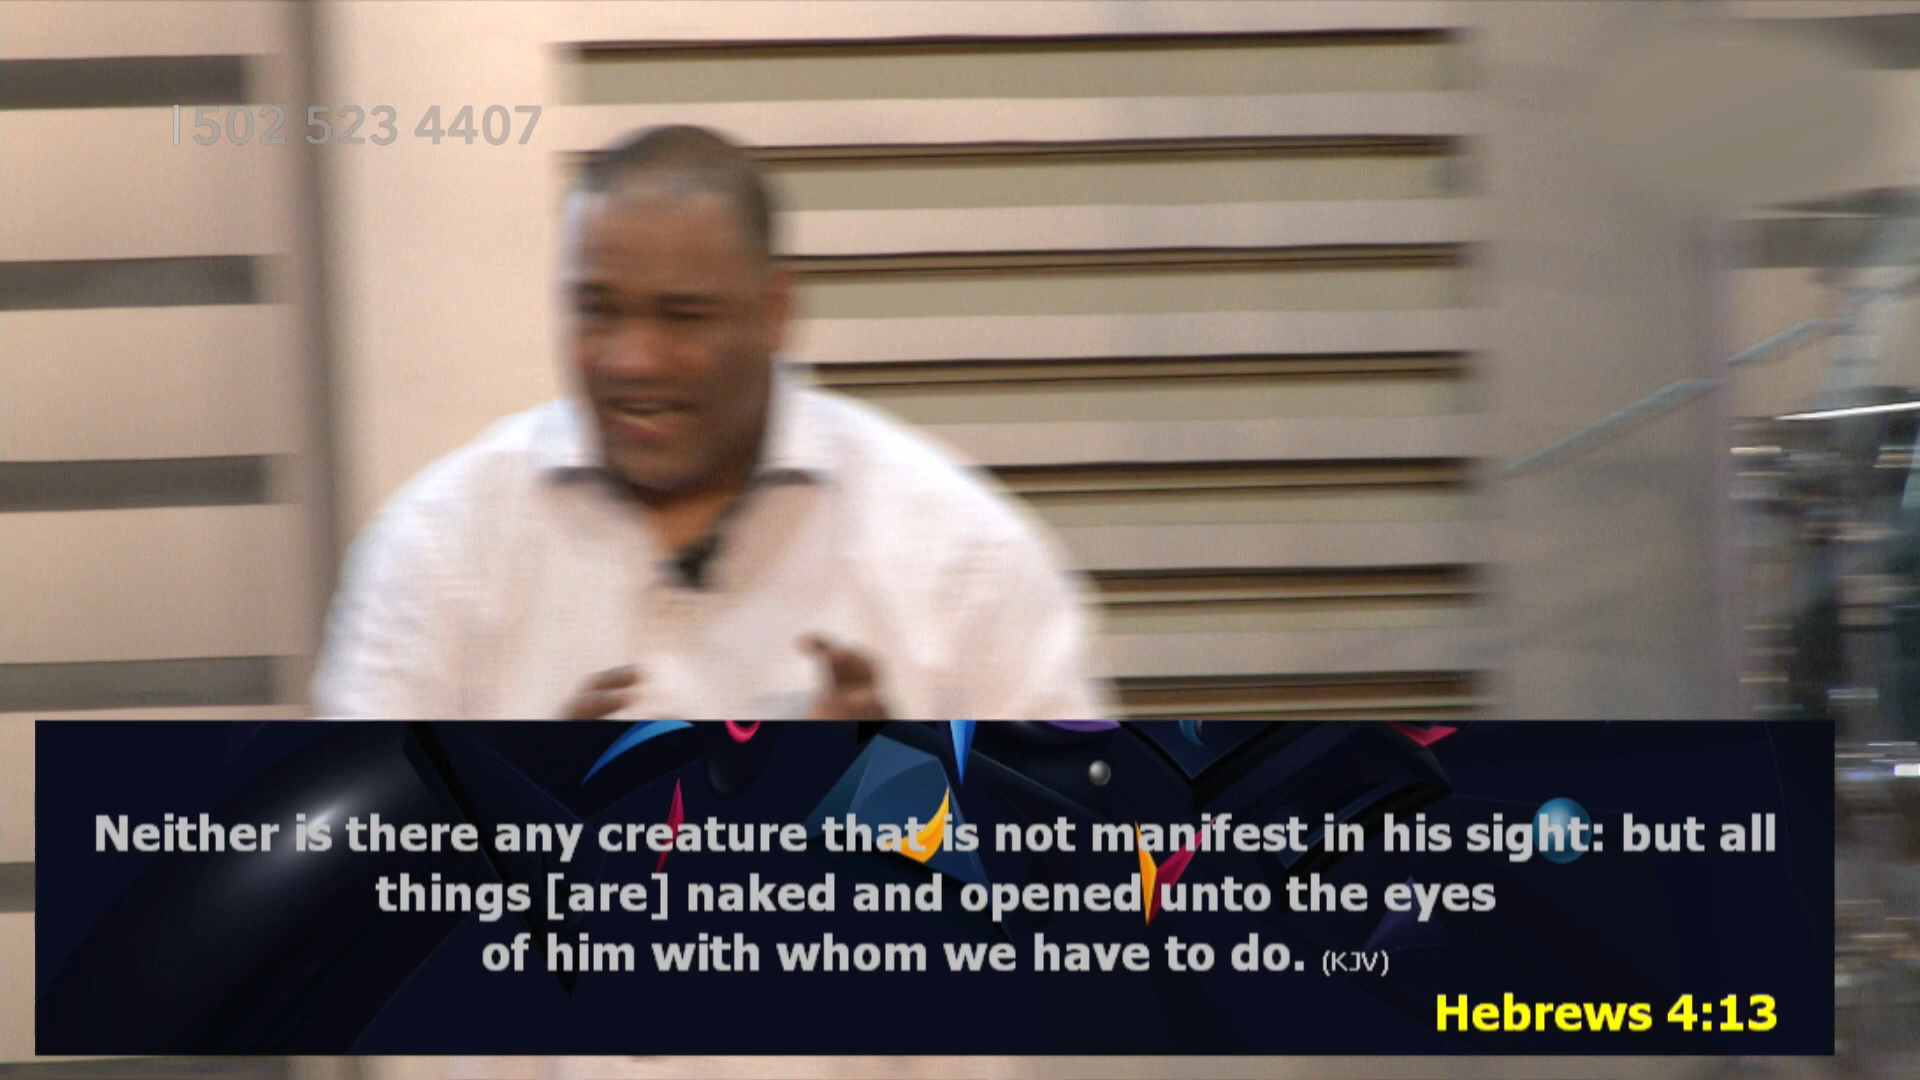 1502 523 4407
Neither is there any creature that is not manifest in his sight: but all
things [are] naked and opened unto the eyes
of him with whom we have to do. (KJV)
Hebrews 4:13